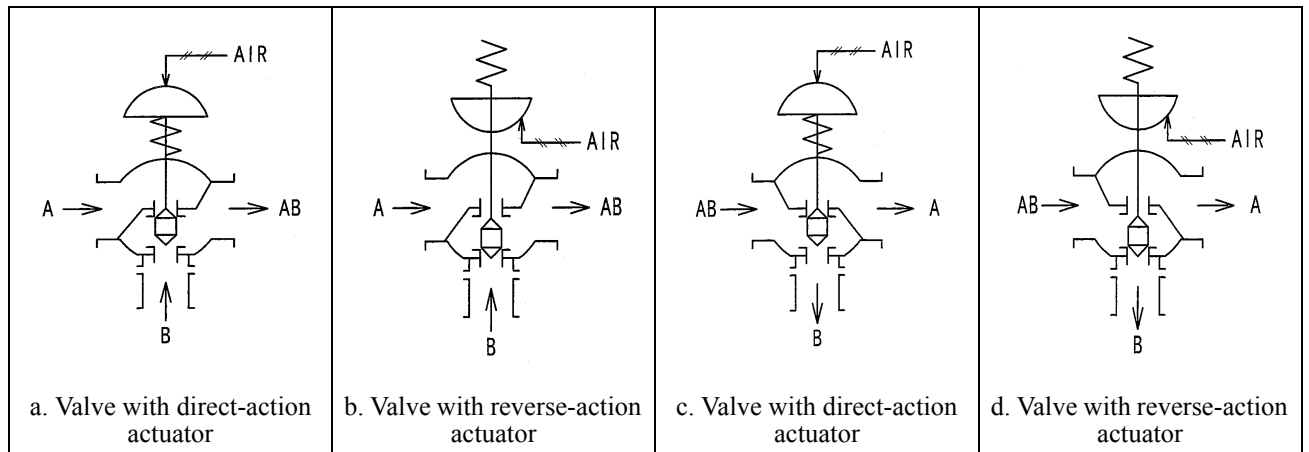 AIR
A
AB
B
a. Valve with direct-action
actuator
AIR
A
AB
B
b. Valve with reverse-action
actuator
AIR
AB
A
B
c. Valve with direct-action
actuator
AIR
AB
A
B
d. Valve with reverse-action
actuator